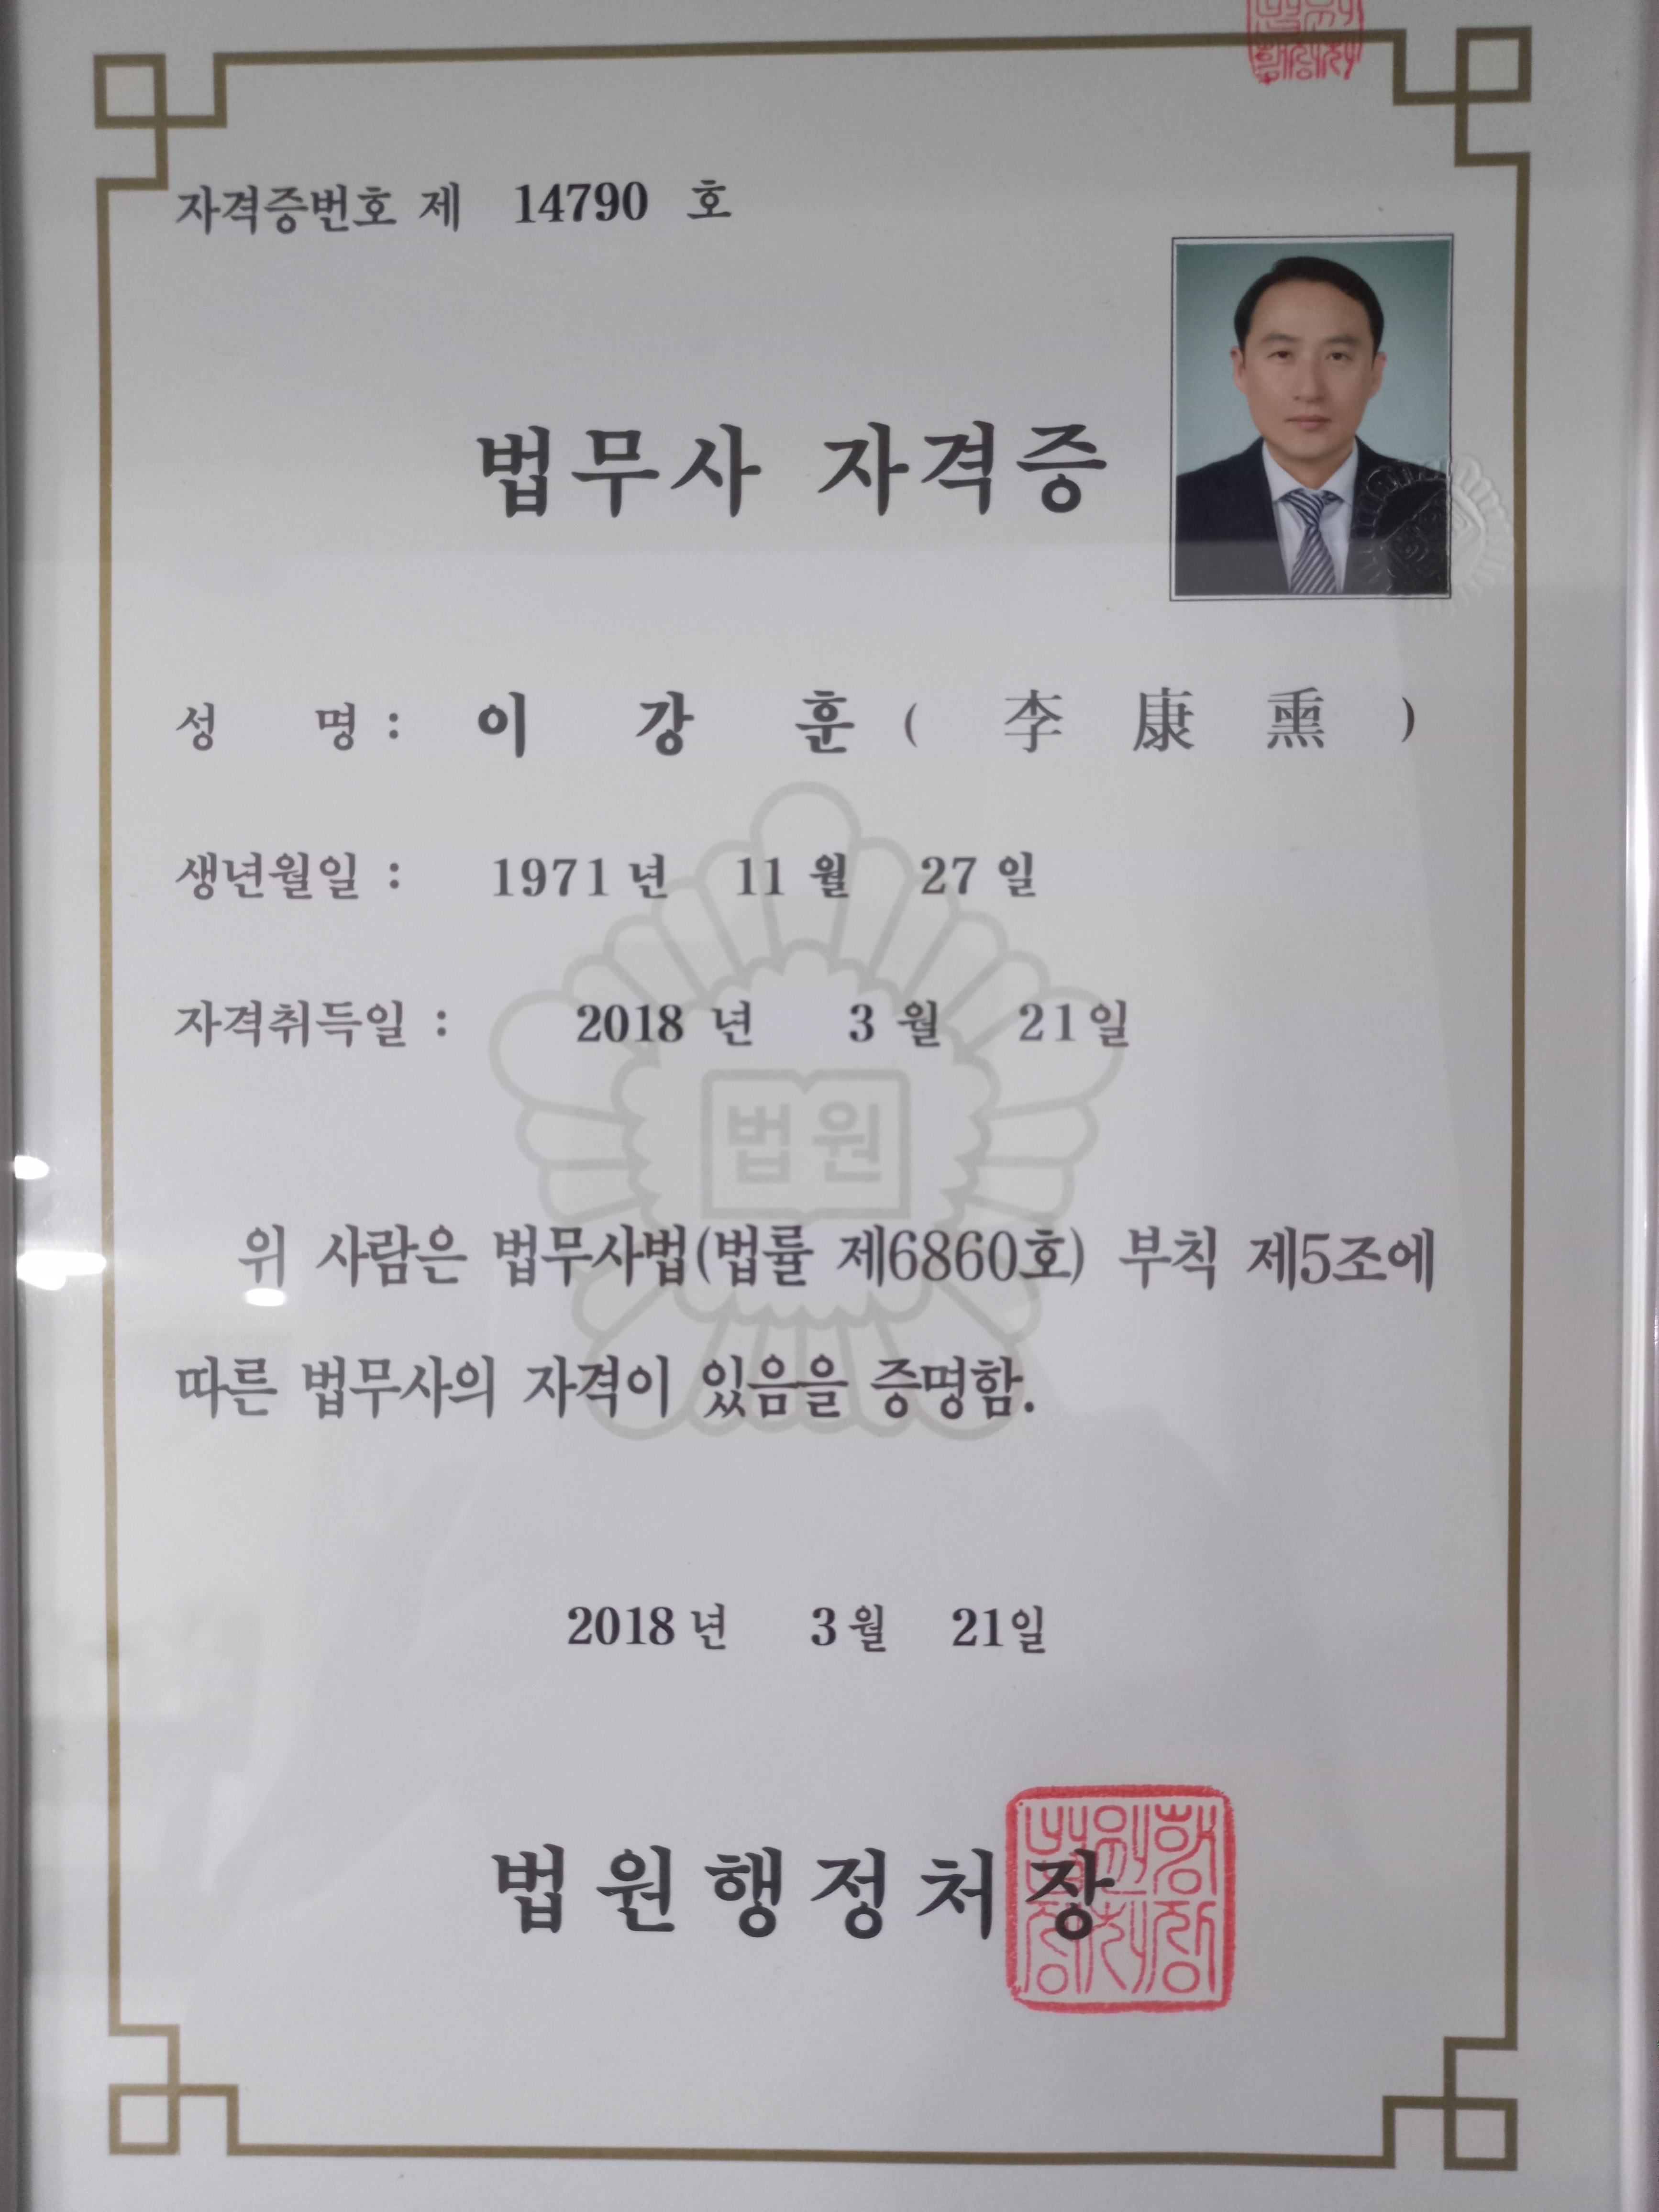 자격증번호 제 14790 호
법무사 자격증
성 명 : 이 강 훈 ( 李 康 熏 )
생년월일 : 1971 년 11 월 27 일
자격취득일 : 2018 년 3 월 21일
법원
위 사람은 법무사법(법률 제6860호) 부칙 제5조에
따른 법무사의 자격이 있음을 증명함.
2018 년 3 월 21일
법원행정처장